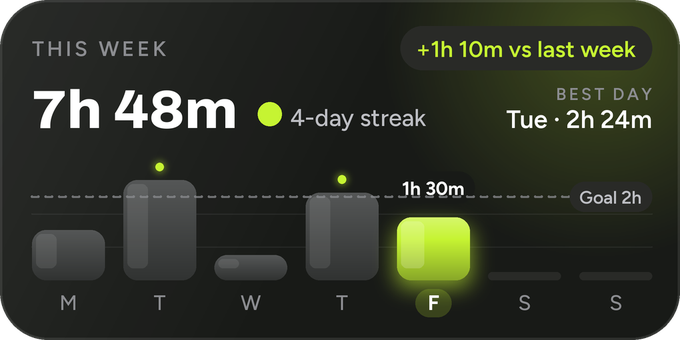 THIS WEEK
+1h 10m vs last week
7h 48m
4-day streak
BEST DAY
Tue · 2h 24m
1h 30m
Goal 2h
M T W T F S S